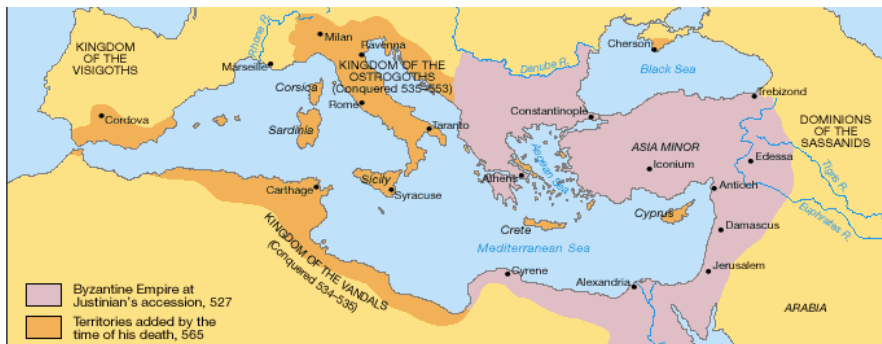 KINGDOM
OF THE
VISIGOTHS
Rhone R.
Milan
Ravenna
Marseille
KINGDOM OF THE
OSTROGOTHS
(Conquered 535–553)
Corsica
Rome
Cordova
Sardinia
Taranto
Danube R.
Cherson
Black Sea
Constantinople
Trebizond
DOMINIONS
OF THE
SASSANIDS
ASIA MINOR
Iconium
Edessa
Tigris R.
Euphrates R.
Aegean Sea
Athens
Antioch
Carthage
Sicily
Syracuse
Crete
Cyprus
Damascus
Mediterranean Sea
KINGDOM OF THE VANDALS
(Conquered 534–535)
Cyrene
Alexandria
Jerusalem
ARABIA
Byzantine Empire at
Justinian's accession, 527
Territories added by the
time of his death, 565